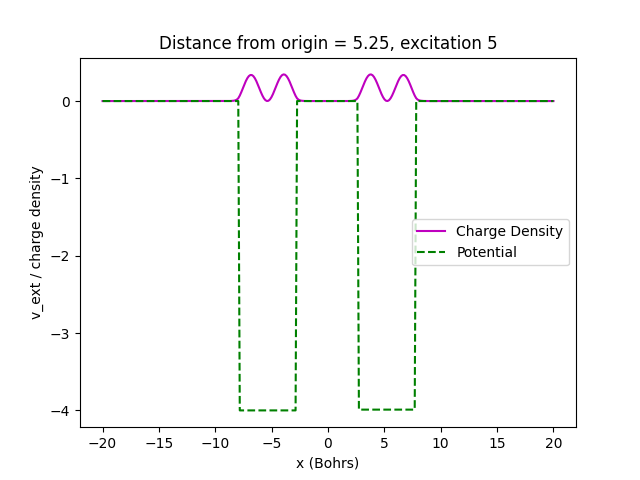 Distance from origin = 5.25, excitation 5
v_ext / charge density
0
−1
−2
−3
−4
Charge Density
Potential
−20 −15 −10 −5 0 5 10 15 20
x (Bohrs)